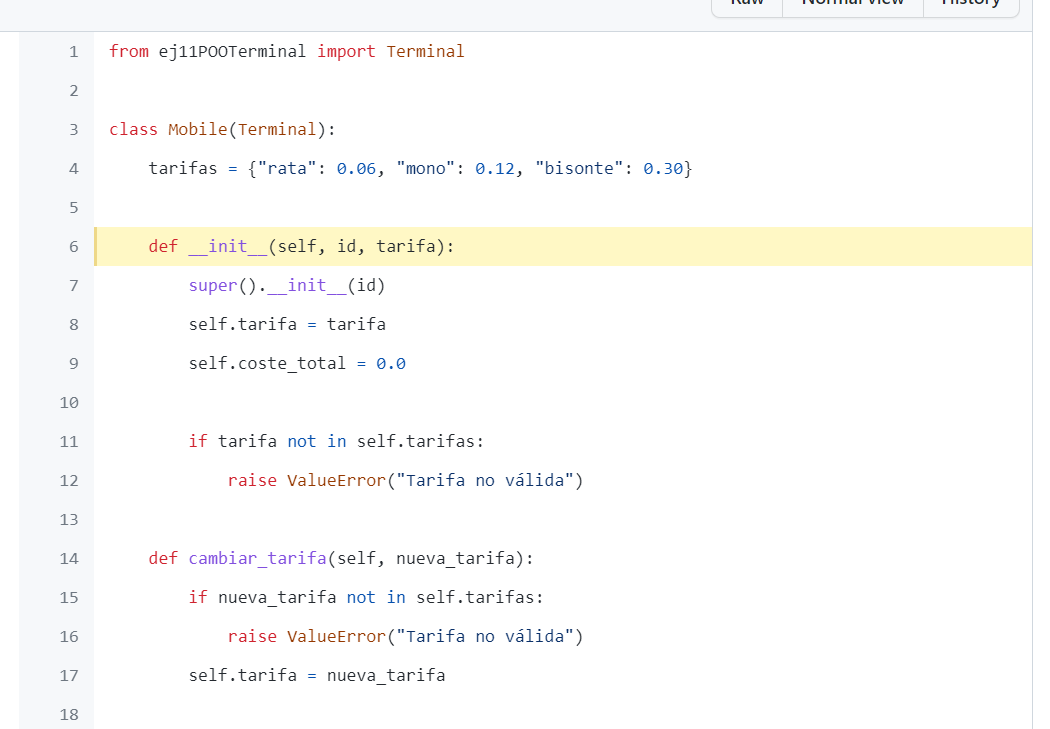 Raw Normal view History
1 from ej11POOTerminal import Terminal
2
3 class Mobile(Terminal):
4     tarifas = {"rata": 0.06, "mono": 0.12, "bisonte": 0.30}
5
6     def __init__(self, id, tarifa):
7         super().__init__(id)
8         self.tarifa = tarifa
9         self.coste_total = 0.0
10
11         if tarifa not in self.tarifas:
12             raise ValueError("Tarifa no válida")
13
14     def cambiar_tarifa(self, nueva_tarifa):
15         if nueva_tarifa not in self.tarifas:
16             raise ValueError("Tarifa no válida")
17         self.tarifa = nueva_tarifa
18